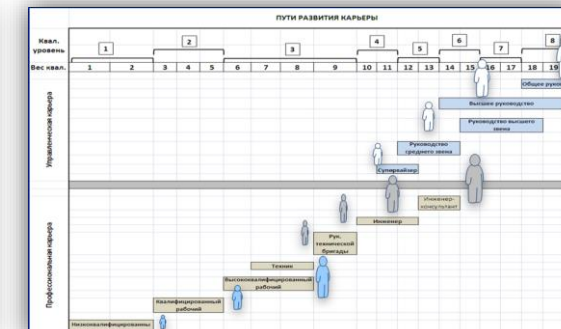 ПУТИ РАЗВИТИЯ КАРЬЕРЫ
Квал.
уровень
1
2
3
4
5
6
7
8
Вес квал.
1 2 3 4 5 6 7 8 9 10 11 12 13 14 15 16 17 18 19
Управленческая карьера
Общее руко
Высшее руководство
Руководство высшего
звена
Руководство
среднего звена
Супервайзер
Профессиональная карьера
Инженер-
консультант
Инженер
Рук.
технической
бригады
Техник
Высококвалифицированный
рабочий
Квалифицированный
рабочий
Низкоквалифицированны